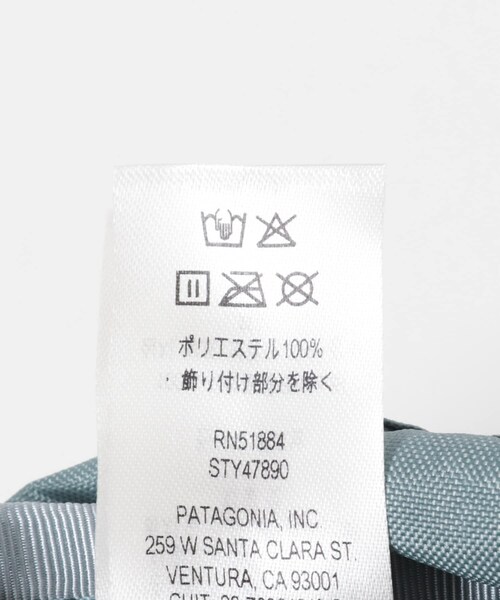 ポリエステル100%
・飾り付け部分を除く
RN51884
STY47890
PATAGONIA, INC.
259 W SANTA CLARA ST.
VENTURA, CA 93001